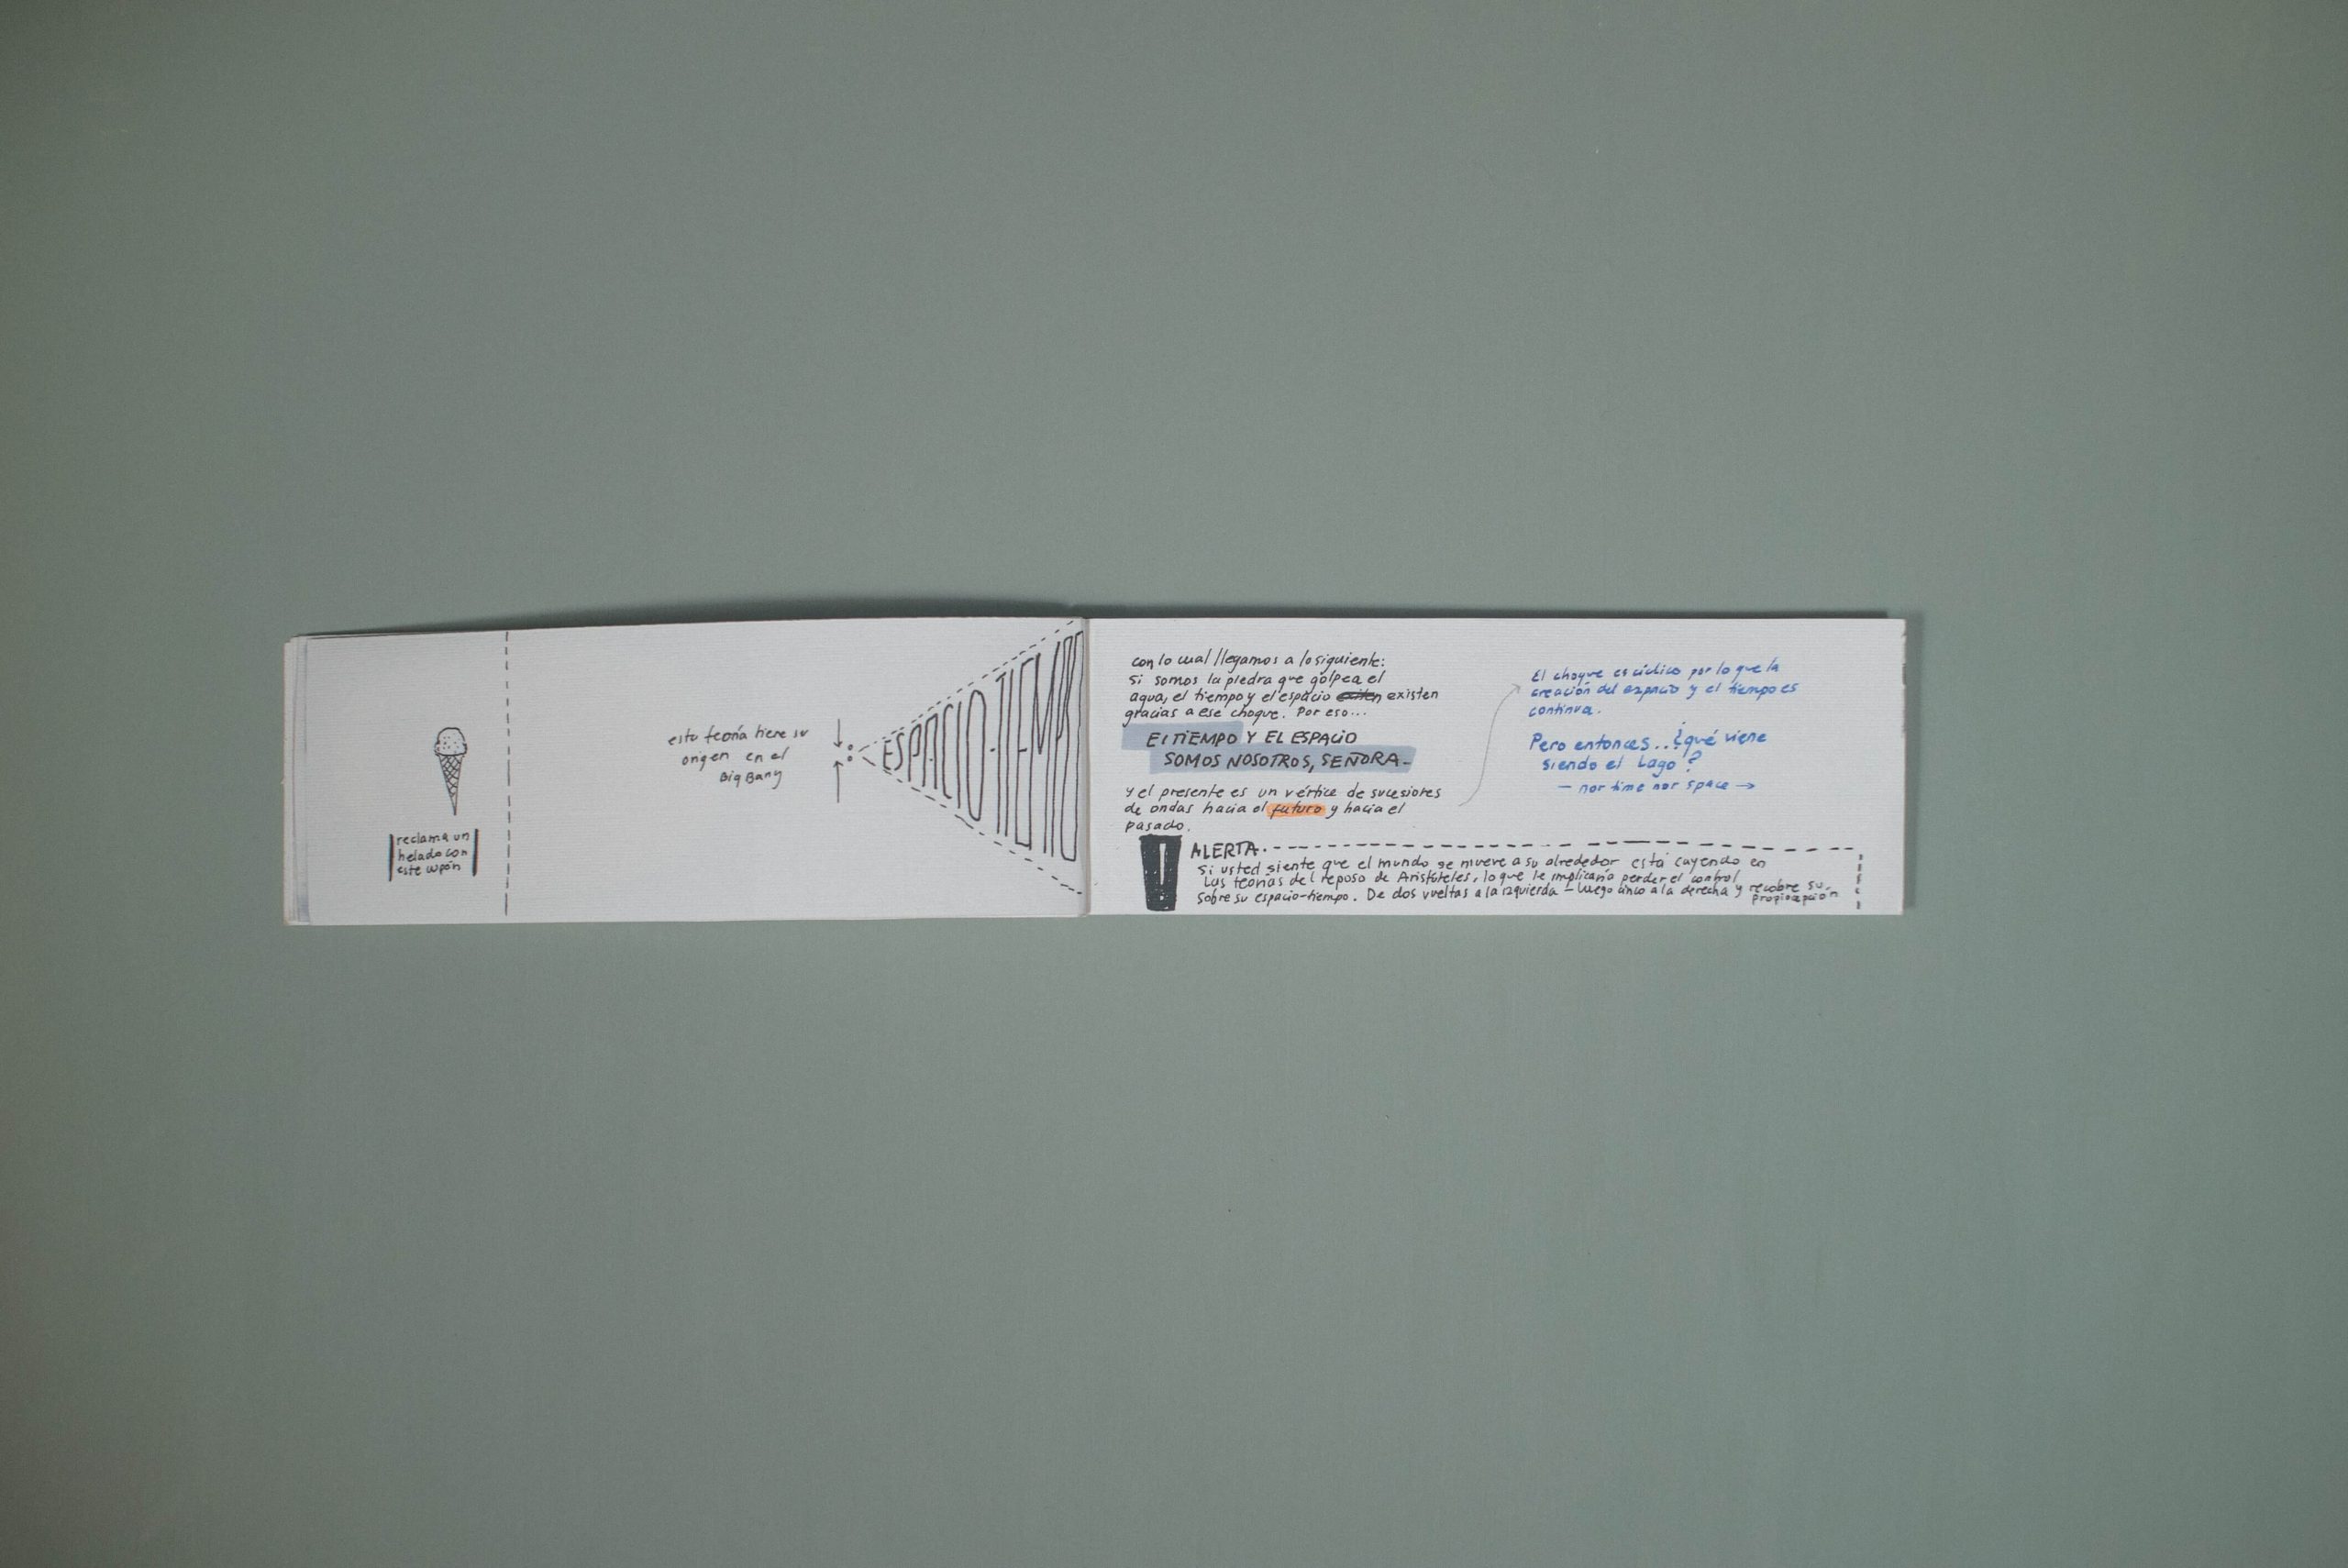 reclama un
helado con
este cupón
esta teoría tiene su
origen en el
Big Bang
ESPACIO-TIEMPO
con lo cual llegamos a lo siguiente:
si somos la piedra que golpea el
agua, el tiempo y el espacio existen
gracias a ese choque. Por eso...
El TIEMPO Y EL ESPACIO
SOMOS NOSOTROS, SEÑORA-
y el presente es un vértice de sucesiones
de ondas hacia el futuro y hacia el
pasado.
El choque es cíclico por lo que la
creación del espacio y el tiempo es
continua.
Pero entonces...¿qué viene
siendo el Lago?
- nor time nor space →
! ALERTA.
Si usted siente que el mundo se mueve a su alrededor está cayendo en
las teorías del reposo de Aristóteles, lo que le implicaría perder el control
sobre su espacio-tiempo. De dos vueltas a la izquierda - luego cinco a la derecha y recobre su
propiocepción